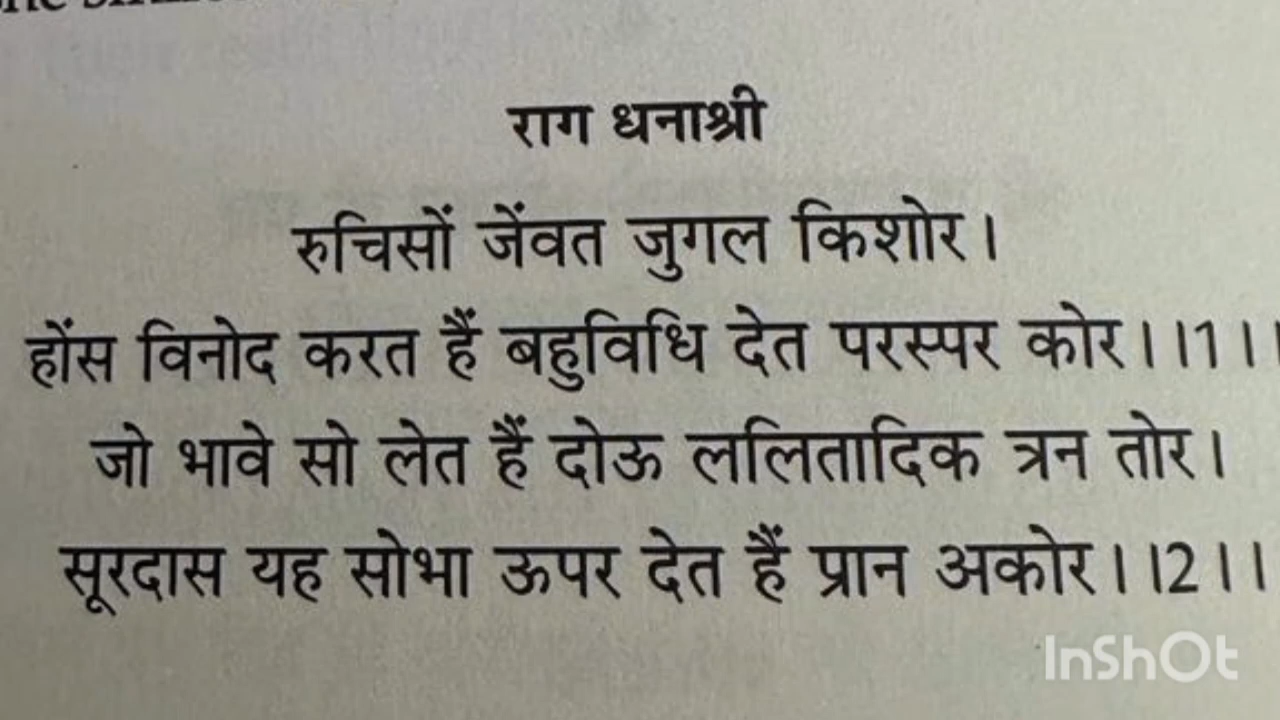 राग धनाश्री
रुचिसों जेंवत जुगल किशोर।
होंस विनोद करत हैं बहुविधि देत परस्पर कोर।।1।।
जो भावे सो लेत हैं दोऊ ललितादिक त्रन तोर।
सूरदास यह सोभा ऊपर देत हैं प्रान अकोर।।2।।
InShOt